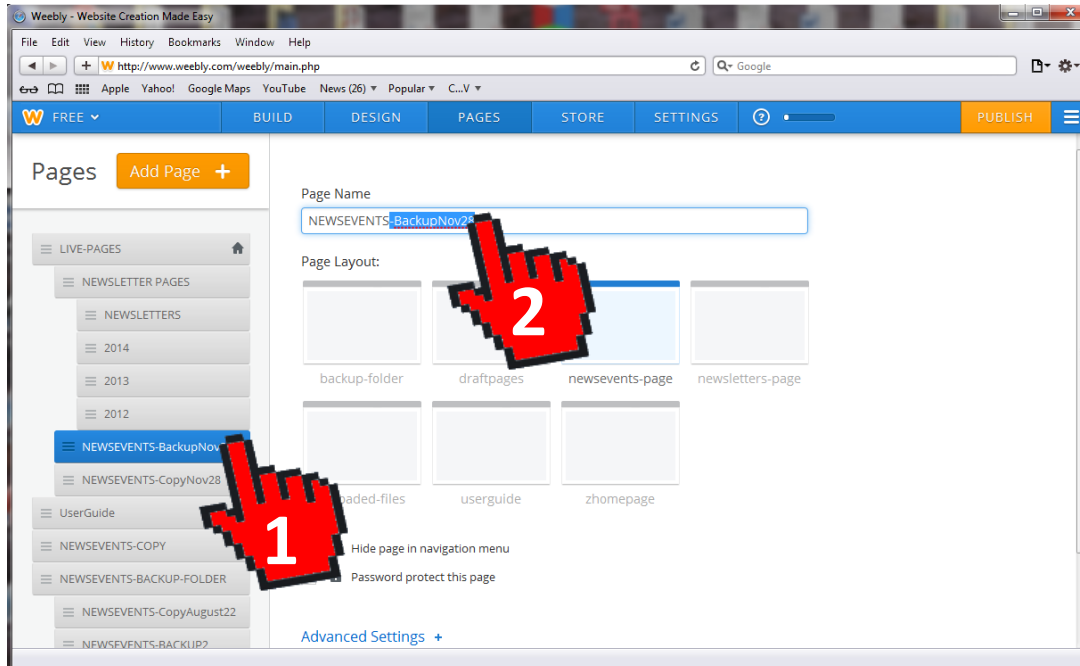 Weebly - Website Creation Made Easy
File Edit View History Bookmarks Window Help
http://www.weebly.com/weebly/main.php
Google
Apple Yahoo! Google Maps YouTube News (26) Popular C...V
W FREE BUILD DESIGN PAGES STORE SETTINGS ? PUBLISH
Pages Add Page +
Page Name
NEWSEVENTS-BackupNov28
LIVE-PAGES
Page Layout:
NEWSLETTER PAGES
NEWSLETTERS
2014
2013
2012
2
backup-folder draftpages newsevents-page newsletters-page
NEWSEVENTS-BackupNov
NEWSEVENTS-CopyNov28
UserGuide
NEWSEVENTS-COPY
NEWSEVENTS-BACKUP-FOLDER
NEWSEVENTS-CopyAugust22
NEWSEVENTS-BACKUP2
1
oaded-files userguide zhomepage
Hide page in navigation menu
Password protect this page
Advanced Settings +